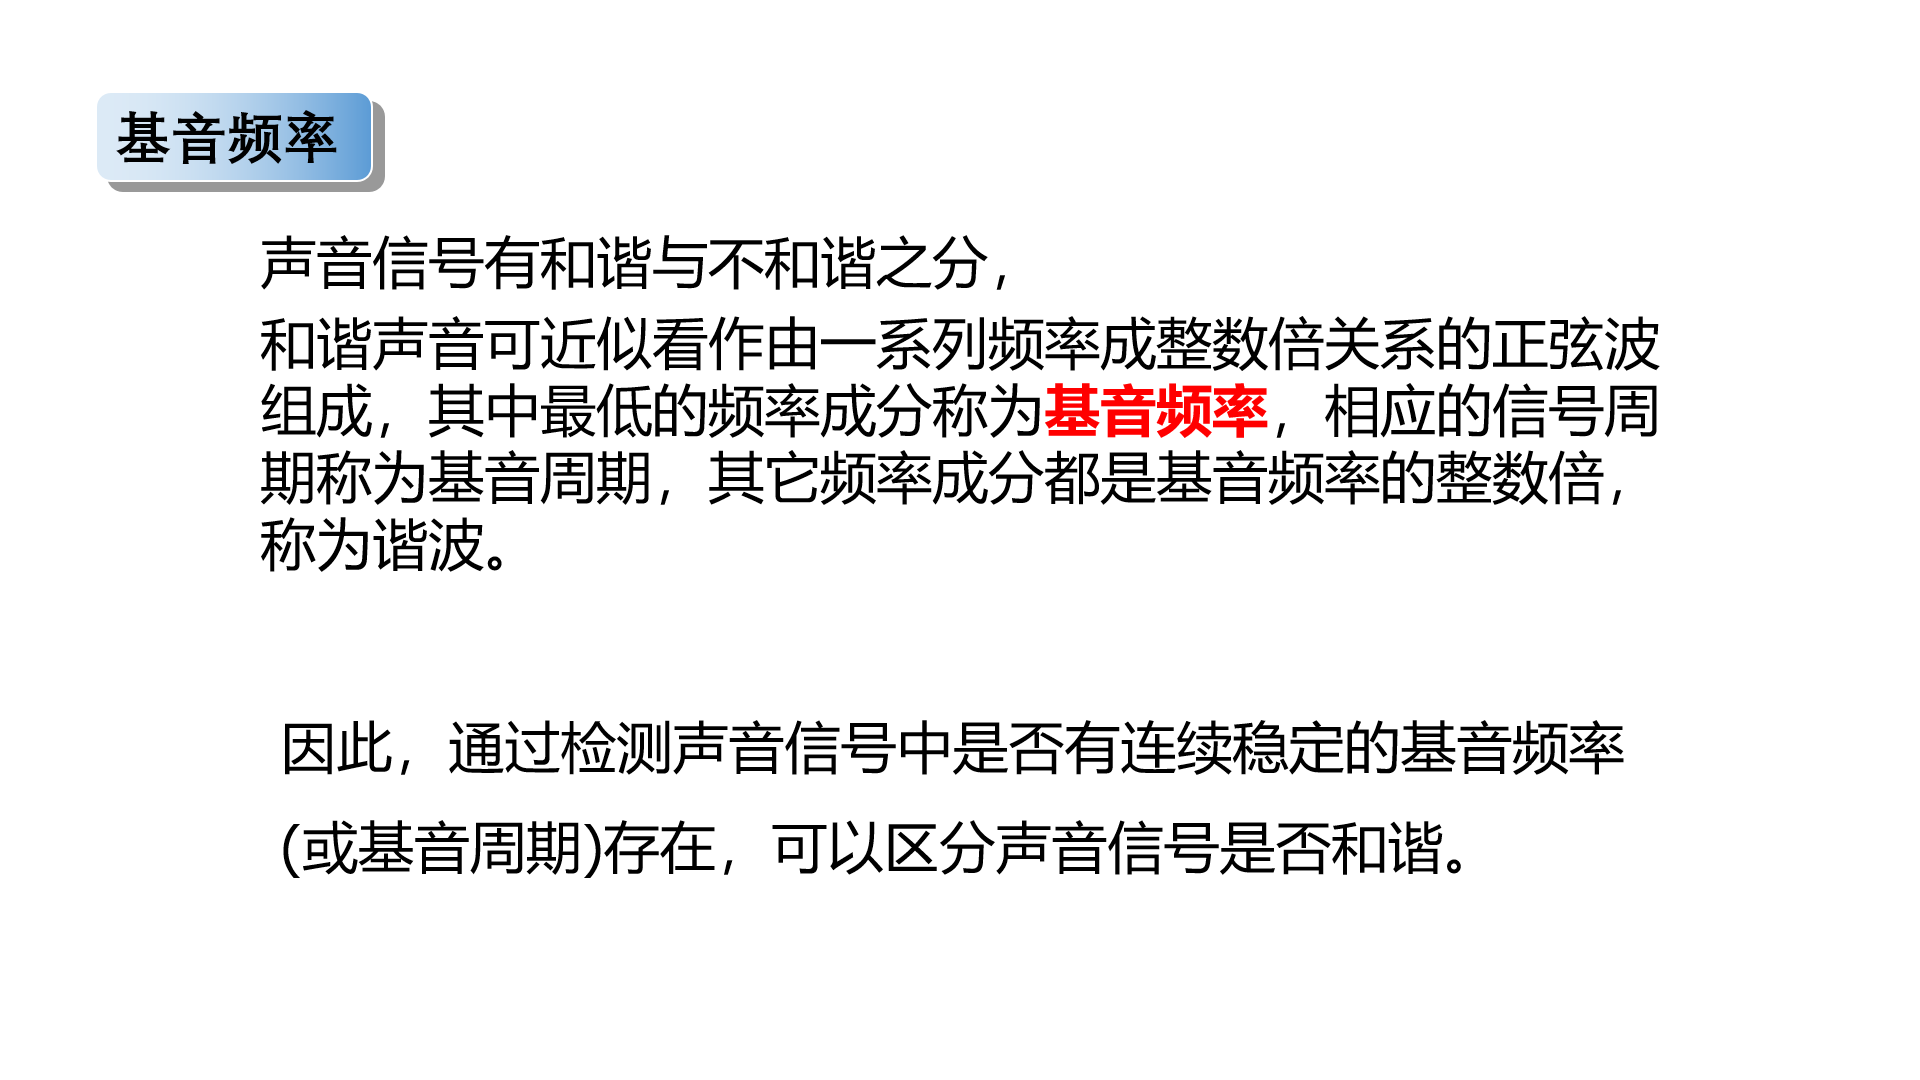 基音频率
声音信号有和谐与不和谐之分，
和谐声音可近似看作由一系列频率成整数倍关系的正弦波
组成，其中最低的频率成分称为基音频率，相应的信号周
期称为基音周期，其它频率成分都是基音频率的整数倍，
称为谐波。
因此，通过检测声音信号中是否有连续稳定的基音频率
(或基音周期)存在，可以区分声音信号是否和谐。